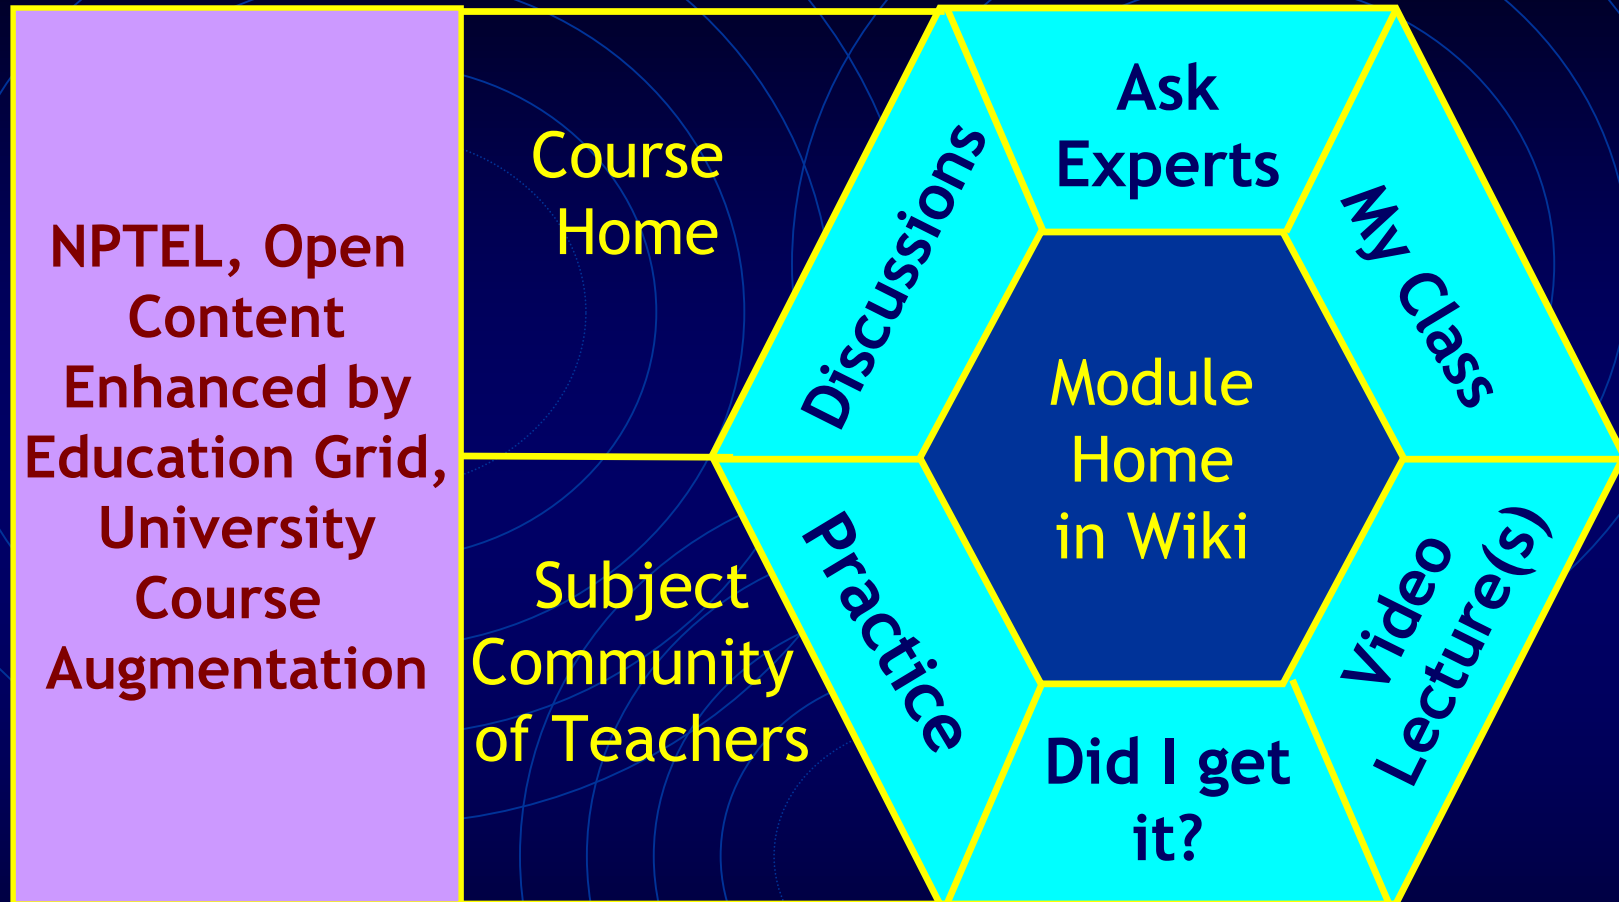 NPTEL, Open
Content
Enhanced by
Education Grid,
University
Course
Augmentation
Course
Home
Subject
Community
of Teachers
Discussions
Ask
Experts
My Class
Module
Home
in Wiki
Practice
Did I get
it?
Video
Lecture(s)